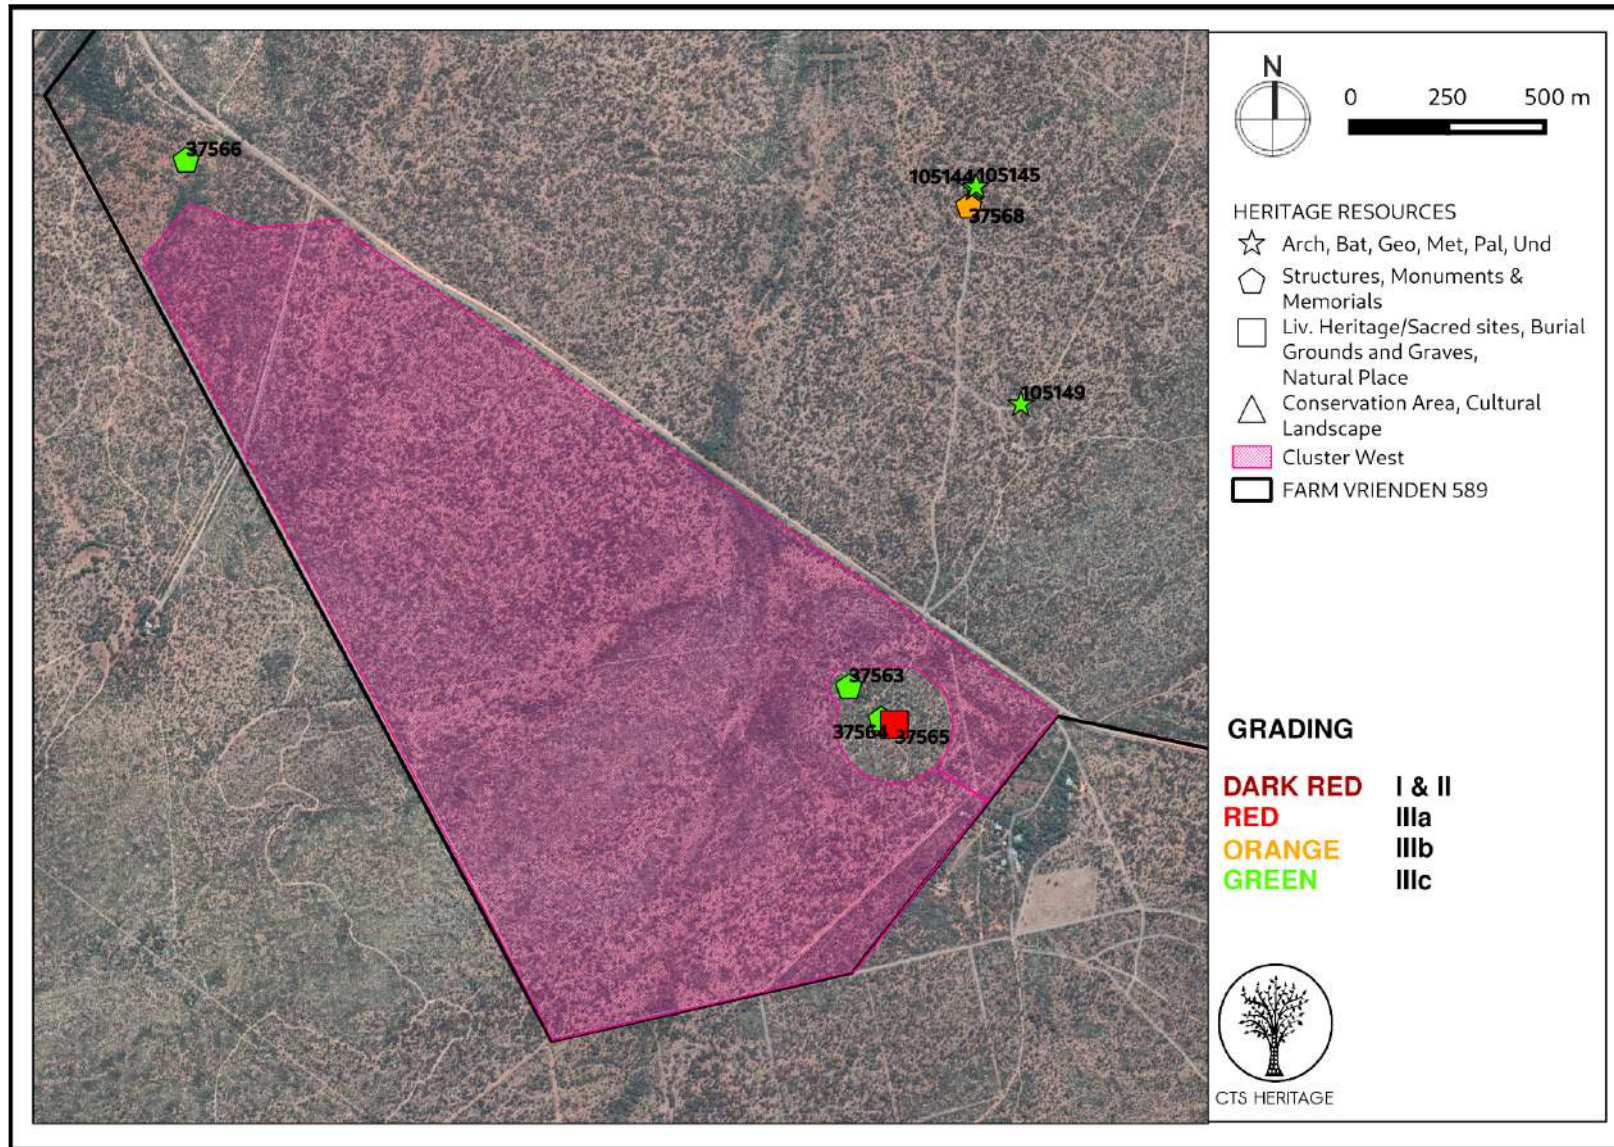 37566
105144
105145
37568
105149
37563
37564
37565
N
0 250 500 m
HERITAGE RESOURCES
Arch, Bat, Geo, Met, Pal, Und
Structures, Monuments &
Memorials
Liv. Heritage/Sacred sites, Burial
Grounds and Graves,
Natural Place
Conservation Area, Cultural
Landscape
Cluster West
FARM VRIENDEN 589
GRADING
DARK RED I & II
RED IIIa
ORANGE IIIb
GREEN IIIc
CTS HERITAGE